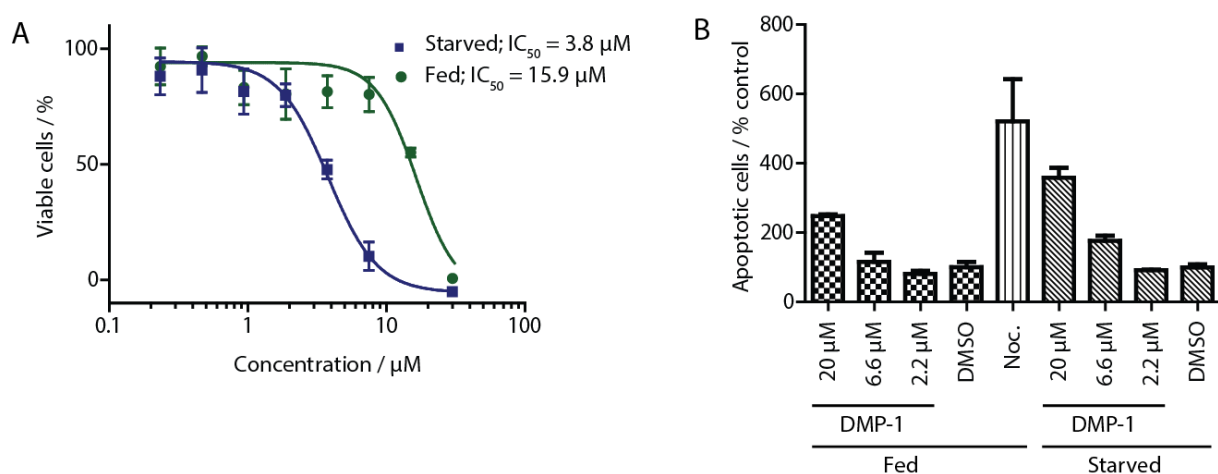 A
Viable cells / %
100
50
0
0.1
1
10
100
Concentration / µM
Starved; IC50 = 3.8 µM
Fed; IC50 = 15.9 µM
B
Apoptotic cells / % control
800
600
400
200
0
20 µM
6.6 µM
2.2 µM
DMSO
Noc.
20 µM
6.6 µM
2.2 µM
DMSO
DMP-1
DMP-1
Fed
Starved